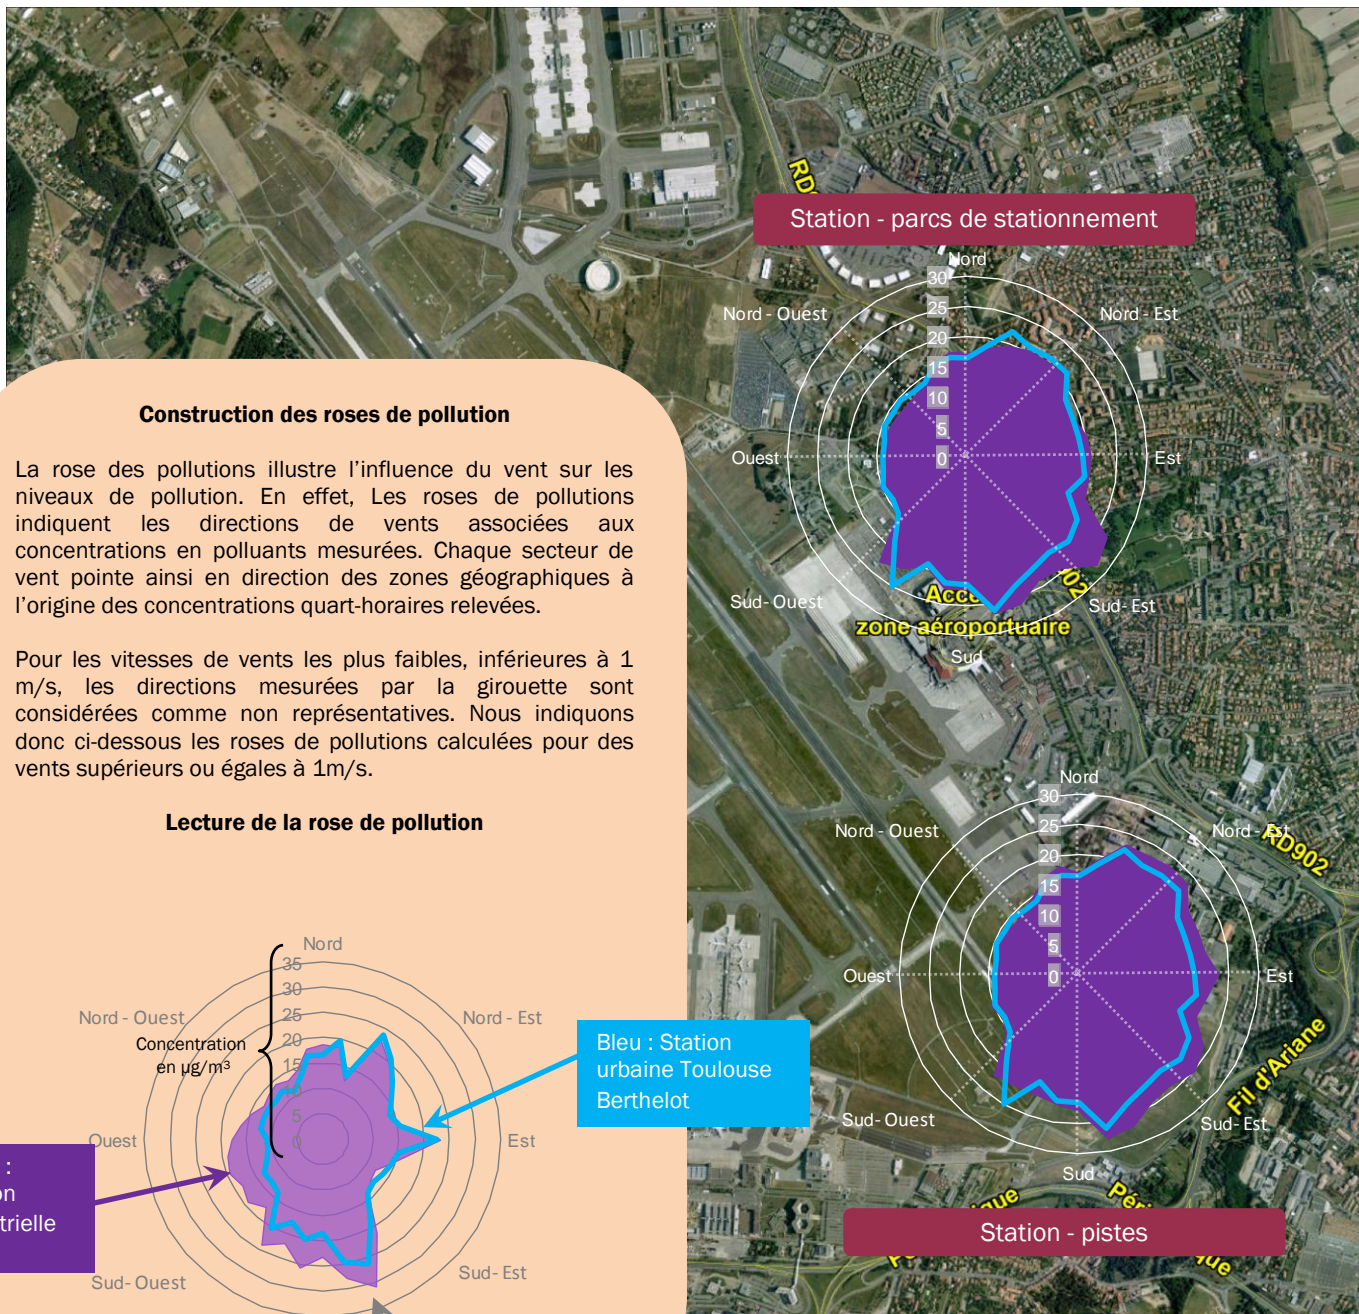 RD
Station - parcs de stationnement
Nord
30
25
20
15
10
5
0
Nord - Ouest
Nord - Est
Ouest
Est
Sud- Ouest
Sud- Est
Sud
zone aéroportuaire
Construction des roses de pollution
La rose des pollutions illustre l’influence du vent sur les
niveaux de pollution. En effet, Les roses de pollutions
indiquent les directions de vents associées aux
concentrations en polluants mesurées. Chaque secteur de
vent pointe ainsi en direction des zones géographiques à
l’origine des concentrations quart-horaires relevées.
Pour les vitesses de vents les plus faibles, inférieures à 1
m/s, les directions mesurées par la girouette sont
considérées comme non représentatives. Nous indiquons
donc ci-dessous les roses de pollutions calculées pour des
vents supérieurs ou égales à 1m/s.
Lecture de la rose de pollution
Nord
35
30
25
20
15
10
5
0
Nord - Ouest
Nord - Est
Concentration
en µg/m³
Ouest
Est
Sud- Ouest
Sud- Est
Bleu : Station
urbaine Toulouse
Berthelot
:
on
trielle
Nord
30
25
20
15
10
5
0
Nord - Ouest
Nord - Est
RD902
Ouest
Est
Fil d'Ariane
Sud- Ouest
Sud- Est
Sud
Station - pistes